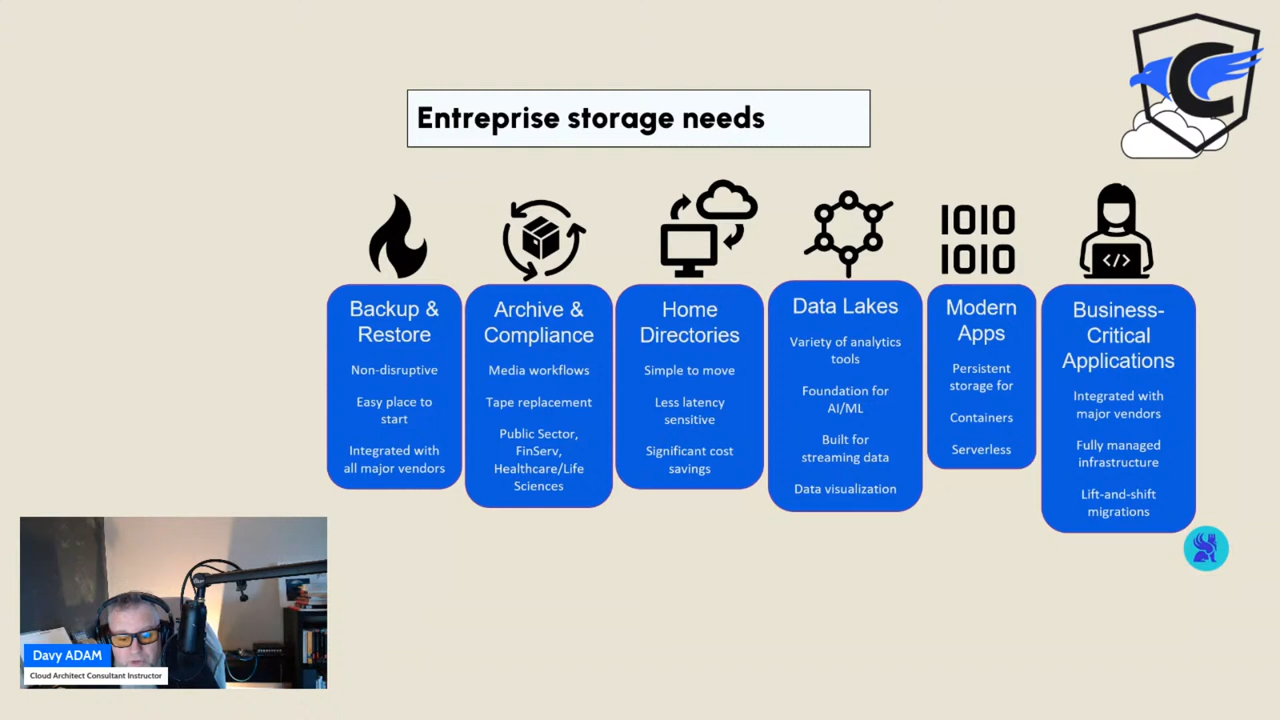 Entreprise storage needs
C
IOIO
IOIO
</>
Backup &
Restore
Non-disruptive
Easy place to
start
Integrated with
all major vendors
Archive &
Compliance
Media workflows
Tape replacement
Public Sector,
FinServ,
Healthcare/Life
Sciences
Home
Directories
Simple to move
Less latency
sensitive
Significant cost
savings
Data Lakes
Variety of analytics
tools
Foundation for
AI/ML
Built for
streaming data
Data visualization
Modern
Apps
Persistent
storage for
Containers
Serverless
Business-
Critical
Applications
Integrated with
major vendors
Fully managed
infrastructure
Lift-and-shift
migrations
Davy ADAM
Cloud Architect Consultant Instructor